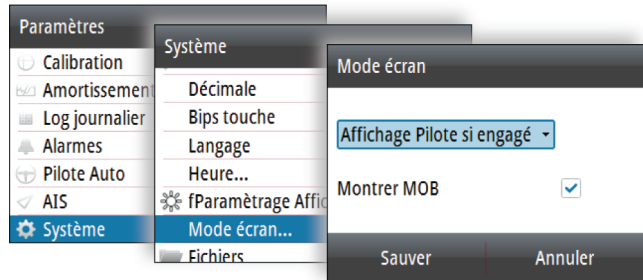 Paramètres
Calibration
Amortissement
Log journalier
Alarmes
Pilote Auto
AIS
Système
Système
Décimale
Bips touche
Langage
Heure...
fParamètrage Affic
Mode écran...
Fichiers
Mode écran
Affichage Pilote si engagé
Montrer MOB
Sauver Annuler